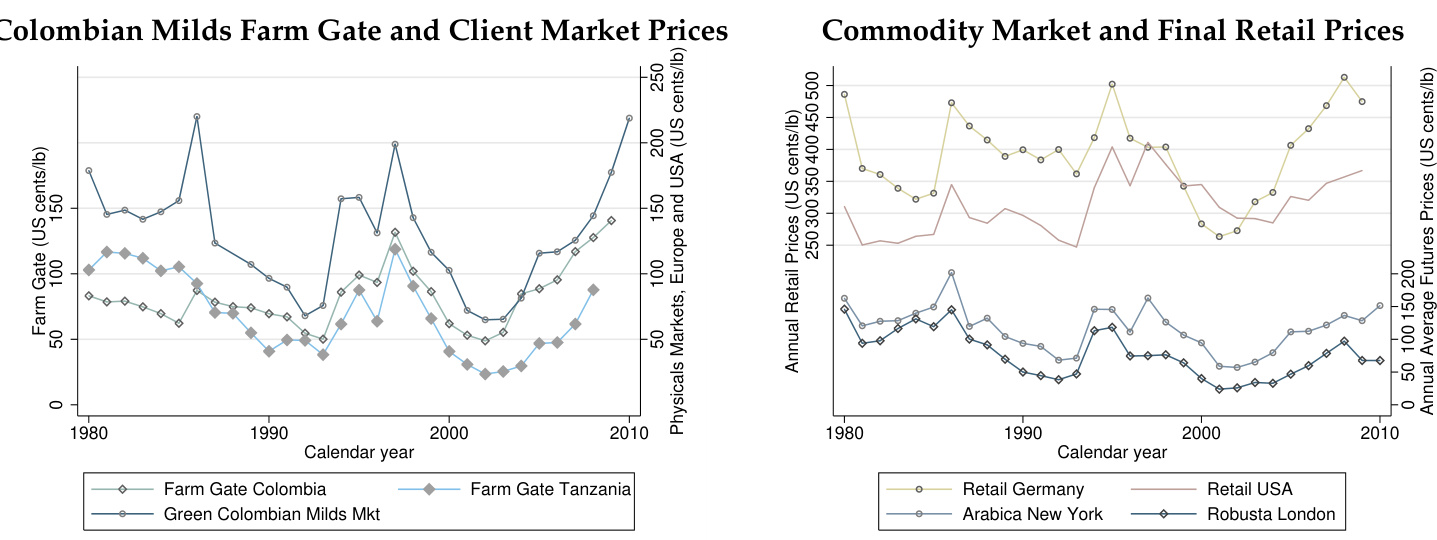 Colombian Milds Farm Gate and Client Market Prices
Farm Gate (US cents/lb)
0 50 100 150
Physicals Markets, Europe and USA (US cents/lb)
50 100 150 200 250
1980 1990 2000 2010
Calendar year
Farm Gate Colombia Farm Gate Tanzania
Green Colombian Milds Mkt
Commodity Market and Final Retail Prices
Annual Retail Prices (US cents/lb)
250 300 350 400 450 500
Annual Average Futures Prices (US cents/lb)
0 50 100 150 200
1980 1990 2000 2010
Calendar year
Retail Germany Retail USA
Arabica New York Robusta London